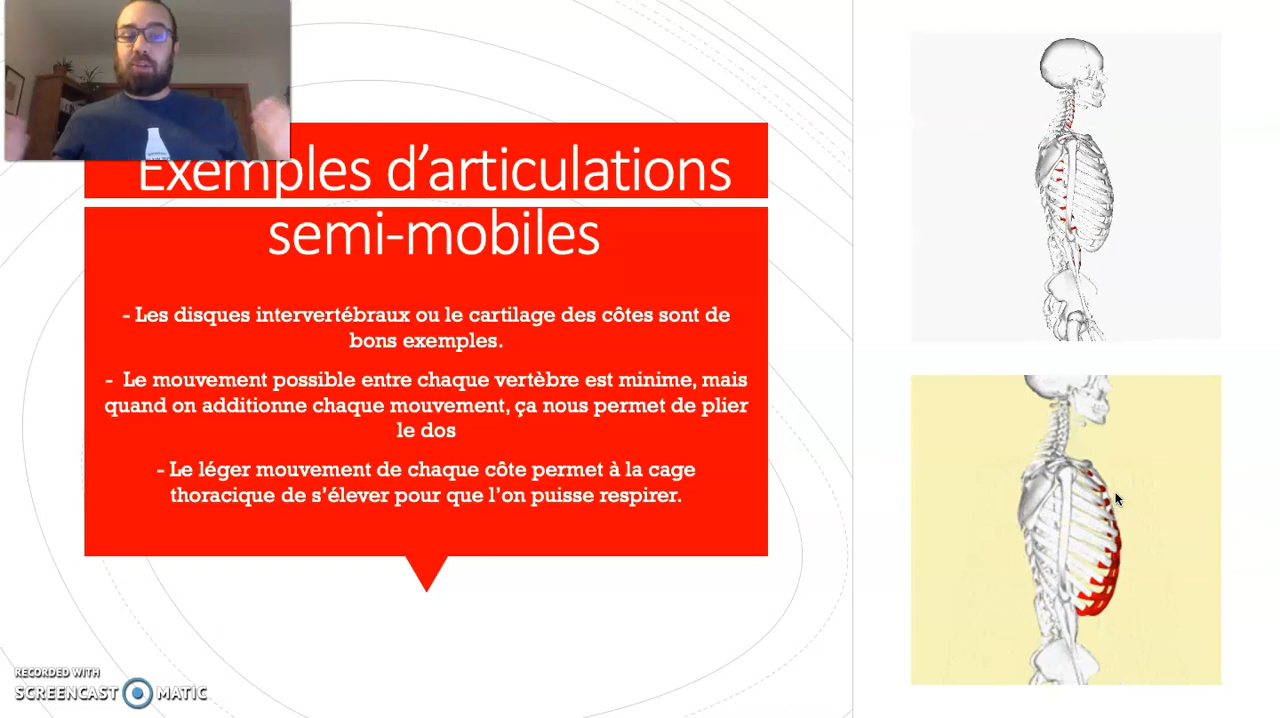 Exemples d'articulations
semi-mobiles
- Les disques intervertébraux ou le cartilage des côtes sont de
bons exemples.
- Le mouvement possible entre chaque vertèbre est minime, mais
quand on additionne chaque mouvement, ça nous permet de plier
le dos
- Le léger mouvement de chaque côte permet à la cage
thoracique de s'élever pour que l'on puisse respirer.
RECORDED WITH
SCREENCAST MATIC